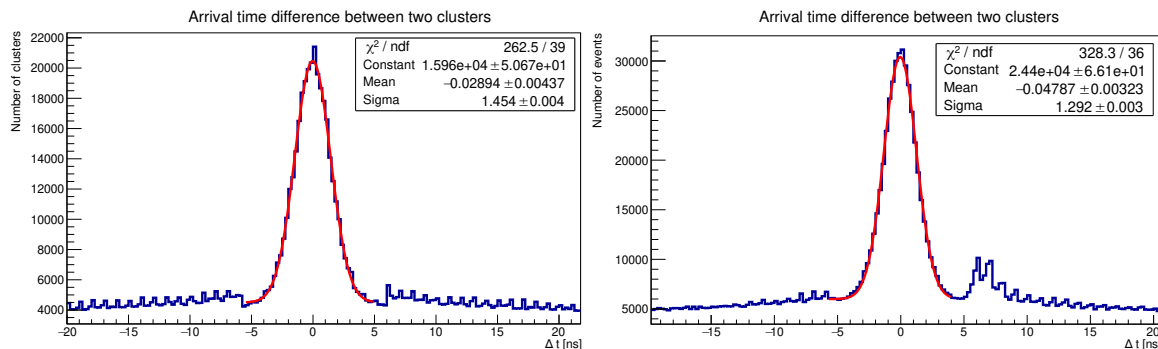 Arrival time difference between two clusters
Number of clusters
22000
20000
18000
16000
14000
12000
10000
8000
6000
4000
−20 −15 −10 −5 0 5 10 15 20
Δ t [ns]
χ² / ndf 262.5 / 39
Constant 1.596e+04 ± 5.067e+01
Mean −0.02894 ± 0.00437
Sigma 1.454 ± 0.004
Arrival time difference between two clusters
Number of events
30000
25000
20000
15000
10000
5000
−15 −10 −5 0 5 10 15 20
Δ t [ns]
χ² / ndf 328.3 / 36
Constant 2.44e+04 ± 6.61e+01
Mean −0.04787 ± 0.00323
Sigma 1.292 ± 0.003